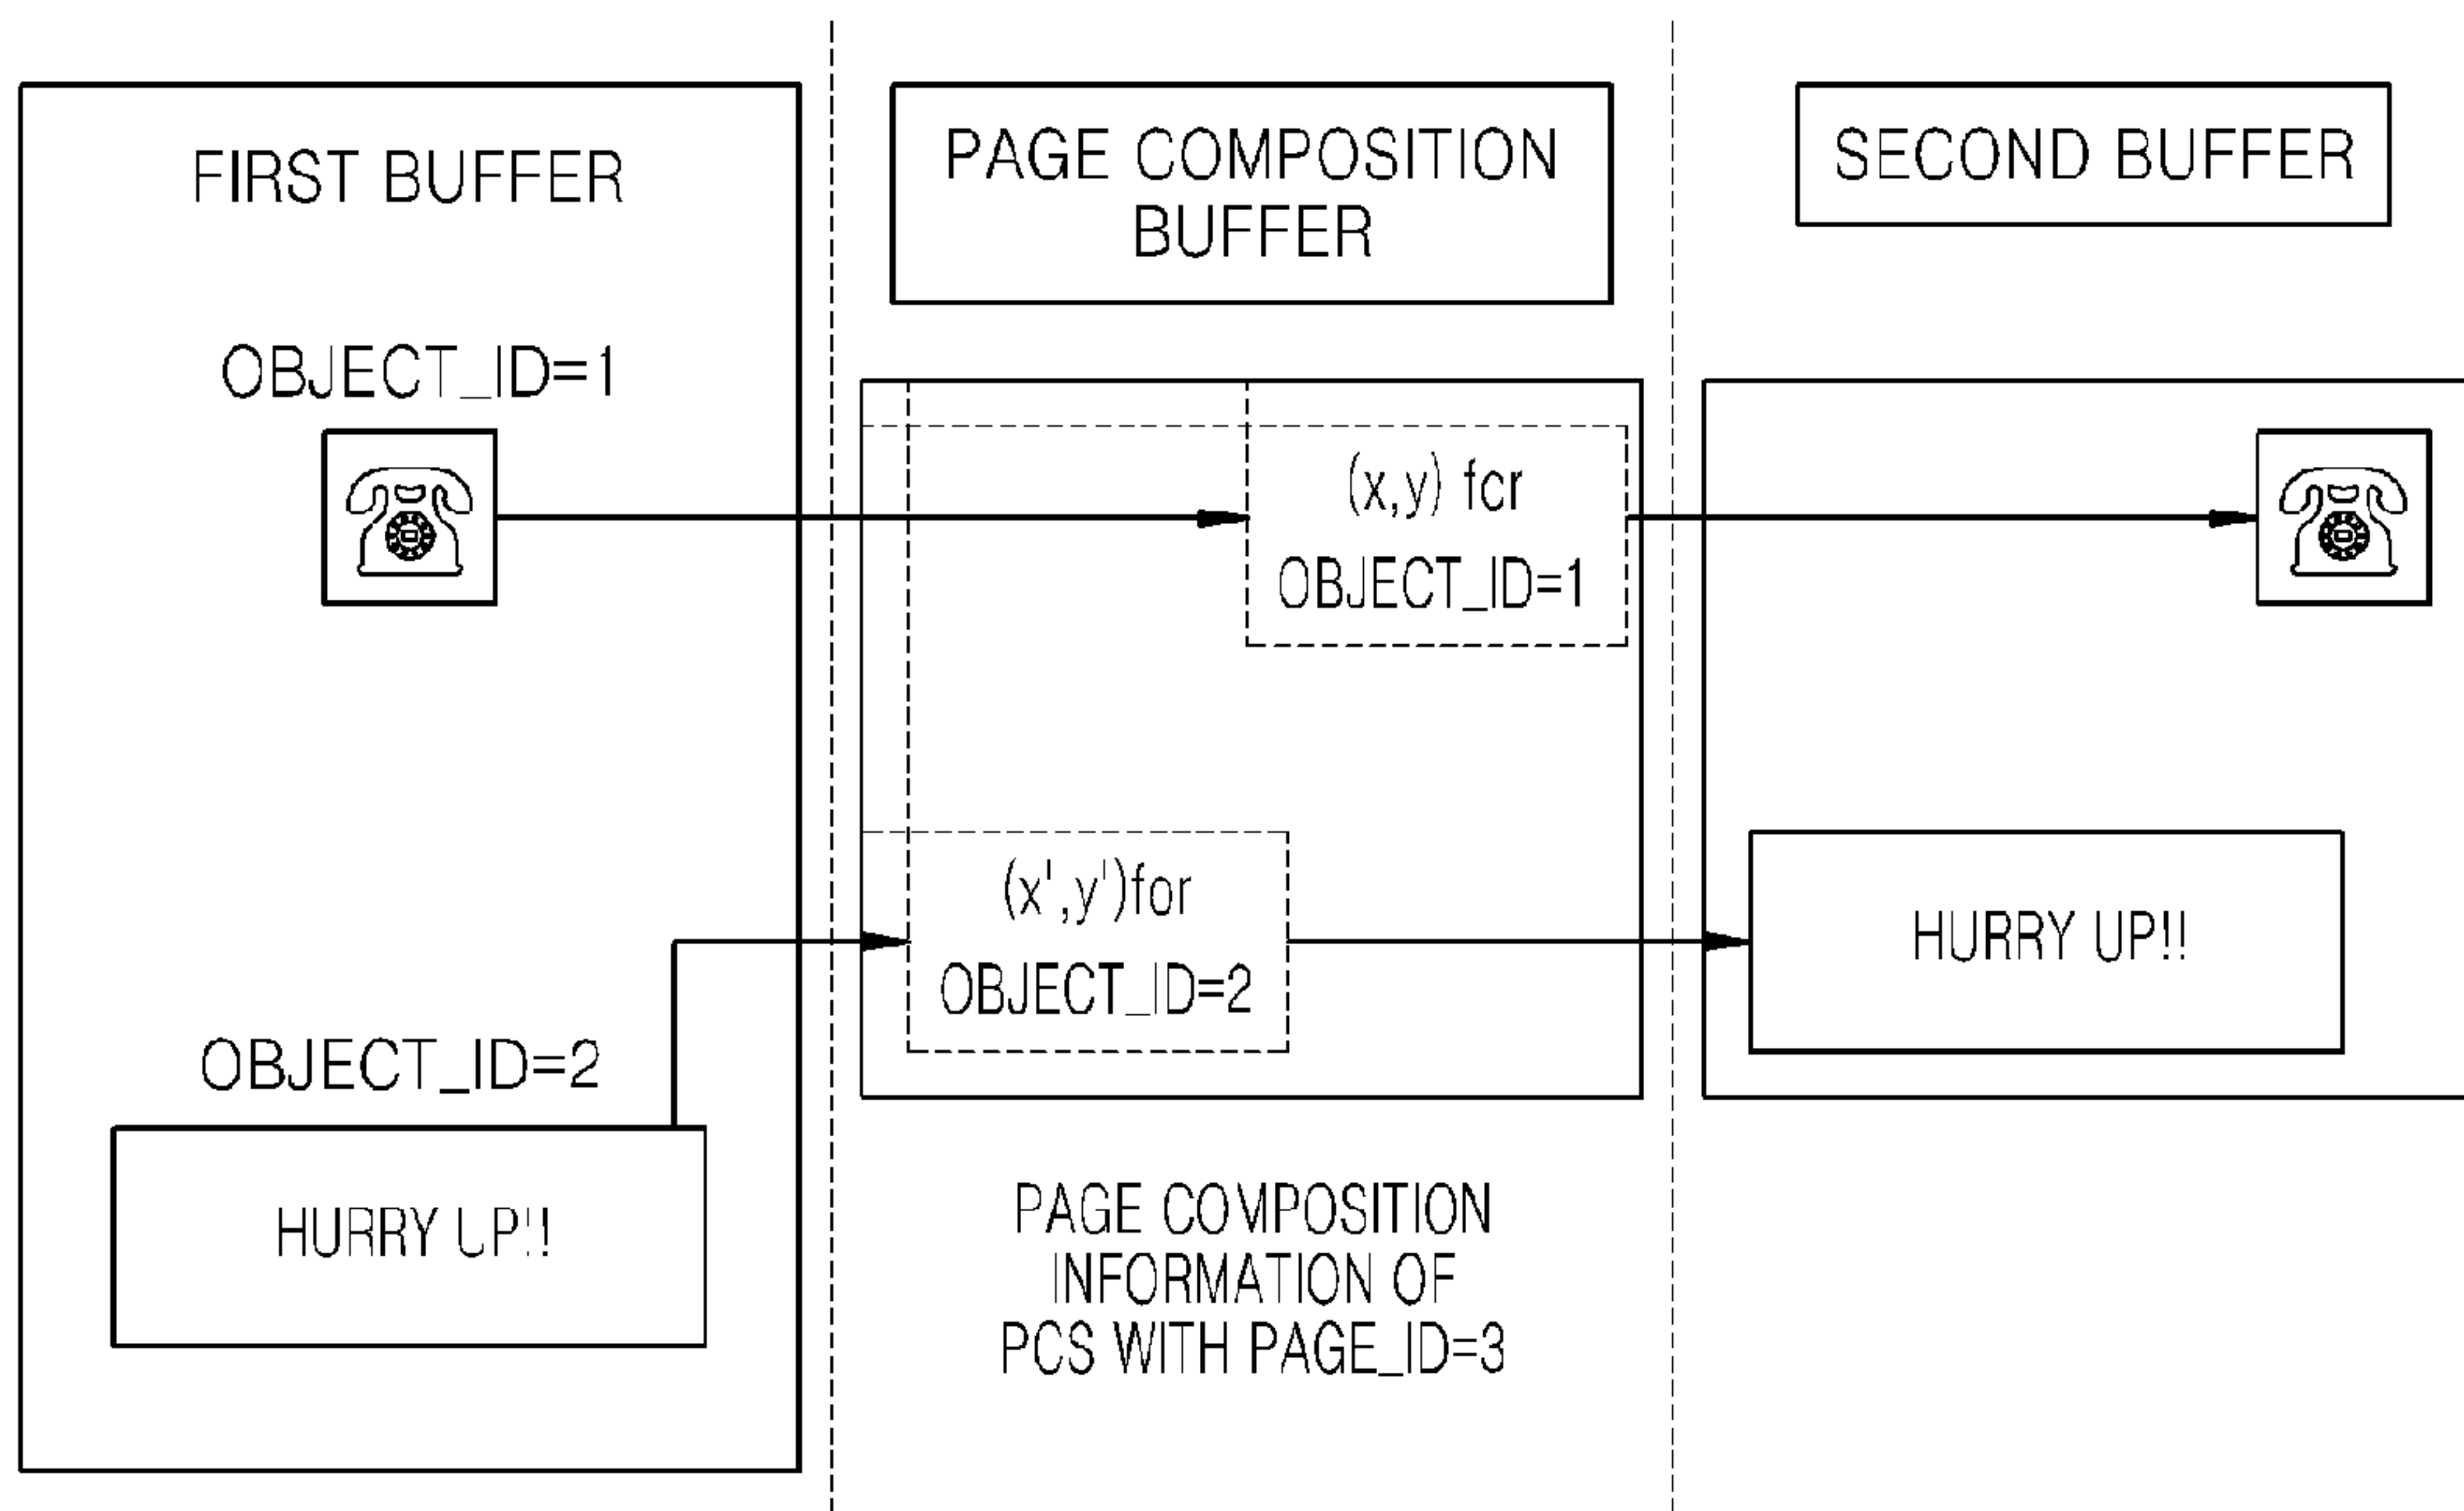 FIRST BUFFER
OBJECT_ID=1
OBJECT_ID=2
HURRY UP!!
PAGE COMPOSITION
BUFFER
(x,y) for
OBJECT_ID=1
(x',y')for
OBJECT_ID=2
PAGE COMPOSITION
INFORMATION OF
PCS WITH PAGE_ID=3
SECOND BUFFER
HURRY UP!!